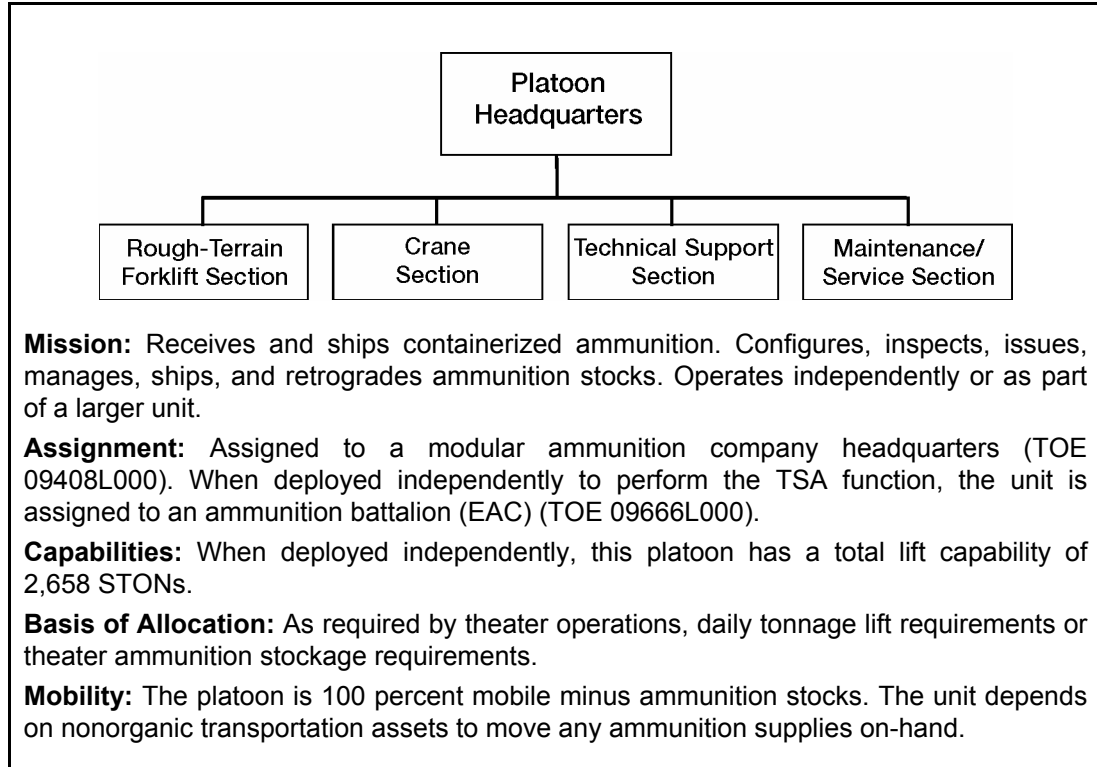 Platoon
Headquarters
Rough-Terrain
Forklift Section
Crane
Section
Technical Support
Section
Maintenance/
Service Section
Mission: Receives and ships containerized ammunition. Configures, inspects, issues,
manages, ships, and retrogrades ammunition stocks. Operates independently or as part
of a larger unit.
Assignment: Assigned to a modular ammunition company headquarters (TOE
09408L000). When deployed independently to perform the TSA function, the unit is
assigned to an ammunition battalion (EAC) (TOE 09666L000).
Capabilities: When deployed independently, this platoon has a total lift capability of
2,658 STONs.
Basis of Allocation: As required by theater operations, daily tonnage lift requirements or
theater ammunition stockage requirements.
Mobility: The platoon is 100 percent mobile minus ammunition stocks. The unit depends
on nonorganic transportation assets to move any ammunition supplies on-hand.